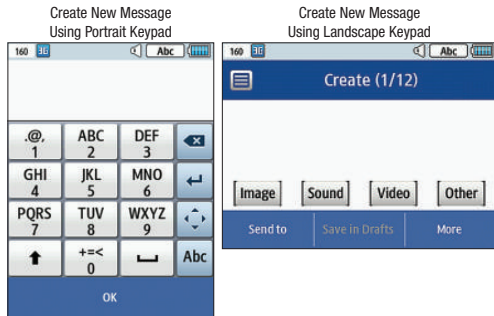 Create New Message
Using Portrait Keypad
160 3G Abc
.@, ABC DEF
1 2 3
GHI JKL MNO
4 5 6
PQRS TUV WXYZ
7 8 9
+=< Abc
0
OK
Create New Message
Using Landscape Keypad
160 3G Abc
Create (1/12)
Image Sound Video Other
Send to Save in Drafts More